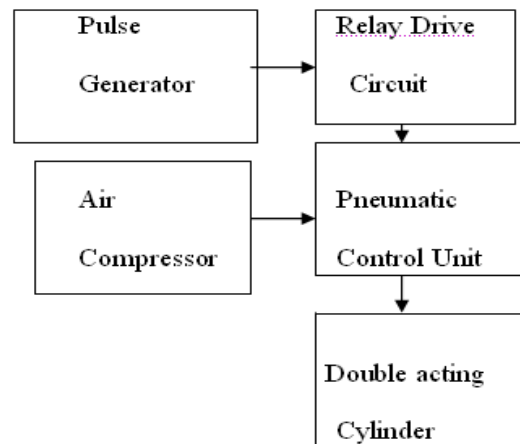 Pulse
Generator
Relay Drive
Circuit
Air
Compressor
Pneumatic
Control Unit
Double acting
Cylinder